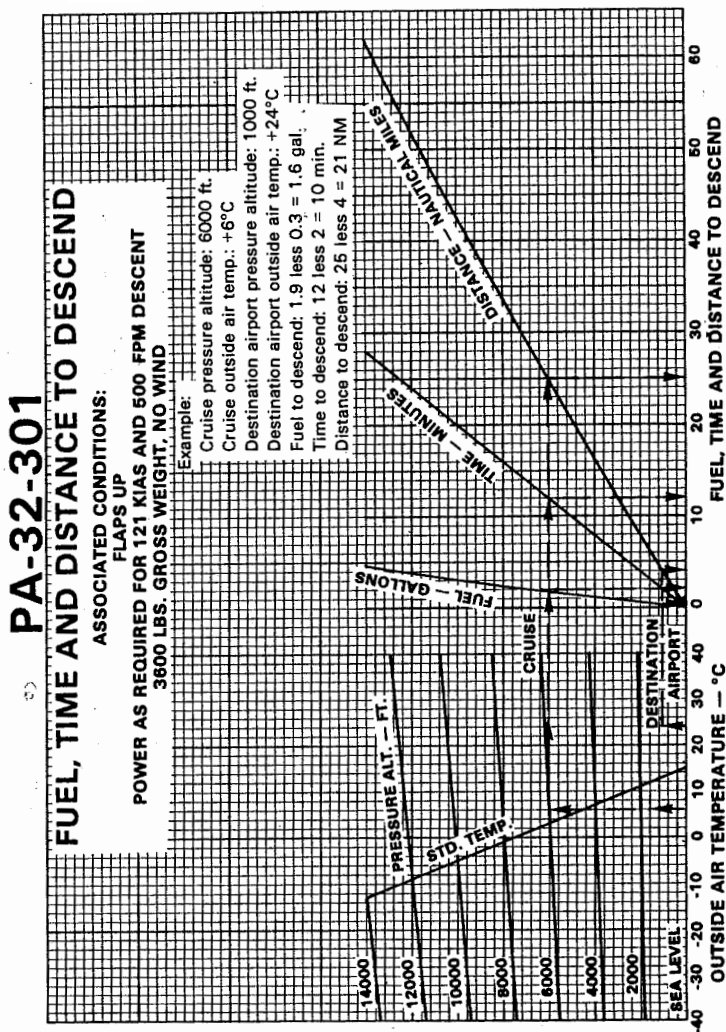 PA-32-301
FUEL, TIME AND DISTANCE TO DESCEND
ASSOCIATED CONDITIONS:
FLAPS UP
POWER AS REQUIRED FOR 121 KIAS AND 500 FPM DESCENT
3600 LBS. GROSS WEIGHT, NO WIND
Example:
Cruise pressure altitude: 6000 ft.
Cruise outside air temp.: +6°C
Destination airport pressure altitude: 1000 ft.
Destination airport outside air temp.: +24°C
Fuel to descend: 1.9 less 0.3 = 1.6 gal.
Time to descend: 12 less 2 = 10 min.
Distance to descend: 25 less 4 = 21 NM
PRESSURE ALT. — FT.
STD. TEMP.
14000
12000
10000
8000
6000
4000
2000
SEA LEVEL
CRUISE
DESTINATION
AIRPORT
FUEL — GALLONS
TIME — MINUTES
DISTANCE — NAUTICAL MILES
-40 -30 -20 -10 0 10 20 30 40
OUTSIDE AIR TEMPERATURE — °C
0 10 20 30 40 50 60
FUEL, TIME AND DISTANCE TO DESCEND